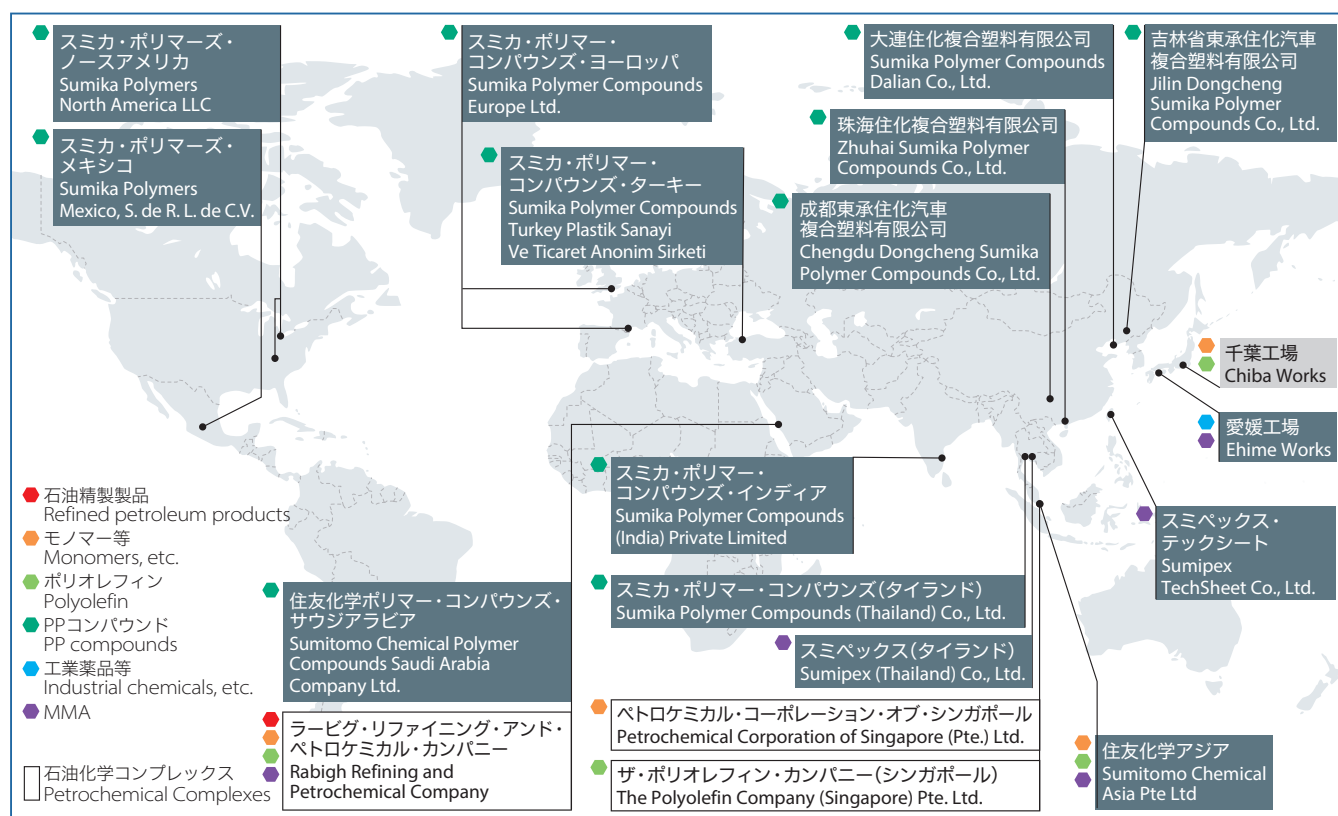 スミカ・ポリマーズ・
ノースアメリカ
Sumika Polymers
North America LLC
スミカ・ポリマーズ・
メキシコ
Sumika Polymers
Mexico, S. de R. L. de C.V.
スミカ・ポリマー・
コンパウンズ・ヨーロッパ
Sumika Polymer Compounds
Europe Ltd.
スミカ・ポリマー・
コンパウンズ・ターキー
Sumika Polymer Compounds
Turkey Plastik Sanayi
Ve Ticaret Anonim Sirketi
大連住化複合塑料有限公司
Sumika Polymer Compounds
Dalian Co., Ltd.
吉林省東承住化汽車
複合塑料有限公司
Jilin Dongcheng
Sumika Polymer
Compounds Co., Ltd.
珠海住化複合塑料有限公司
Zhuhai Sumika Polymer
Compounds Co., Ltd.
成都東承住化汽車
複合塑料有限公司
Chengdu Dongcheng Sumika
Polymer Compounds Co., Ltd.
千葉工場
Chiba Works
愛媛工場
Ehime Works
スミペックス・
テックシート
Sumipex
TechSheet Co., Ltd.
スミカ・ポリマー・
コンパウンズ・インディア
Sumika Polymer Compounds
(India) Private Limited
スミカ・ポリマー・コンパウンズ(タイランド)
Sumika Polymer Compounds (Thailand) Co., Ltd.
スミペックス(タイランド)
Sumipex (Thailand) Co., Ltd.
住友化学ポリマー・コンパウンズ・
サウジアラビア
Sumitomo Chemical Polymer
Compounds Saudi Arabia
Company Ltd.
ラービグ・リファイニング・アンド・
ペトロケミカル・カンパニー
Rabigh Refining and
Petrochemical Company
ペトロケミカル・コーポレーション・オブ・シンガポール
Petrochemical Corporation of Singapore (Pte.) Ltd.
ザ・ポリオレフィン・カンパニー(シンガポール)
The Polyolefin Company (Singapore) Pte. Ltd.
住友化学アジア
Sumitomo Chemical
Asia Pte Ltd
石油精製製品
Refined petroleum products
モノマー等
Monomers, etc.
ポリオレフィン
Polyolefin
PPコンパウンド
PP compounds
工業薬品等
Industrial chemicals, etc.
MMA
石油化学コンプレックス
Petrochemical Complexes